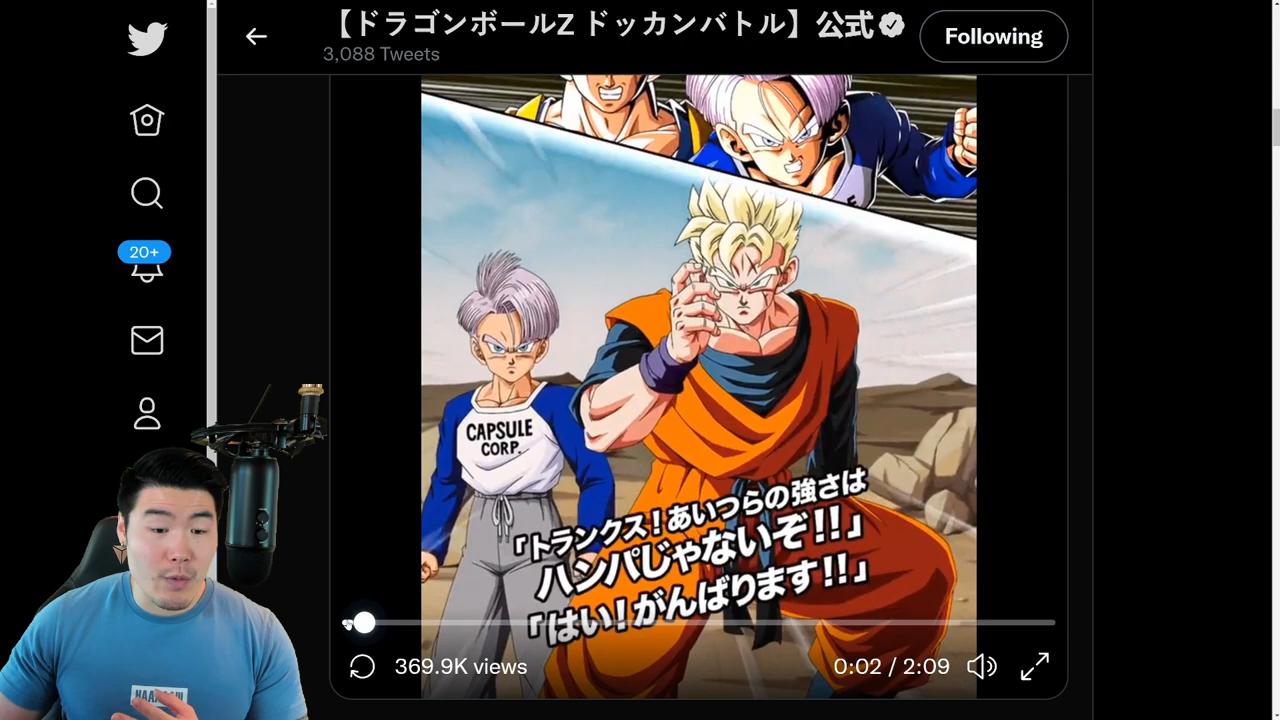 【ドラゴンボールZ ドッカンバトル】公式
3,088 Tweets
Following
20+
CAPSULE
CORP.
「トランクス！あいつらの強さは
ハンパじゃないぞ!!」
「はい！がんばります!!」
369.9K views
0:02 / 2:09